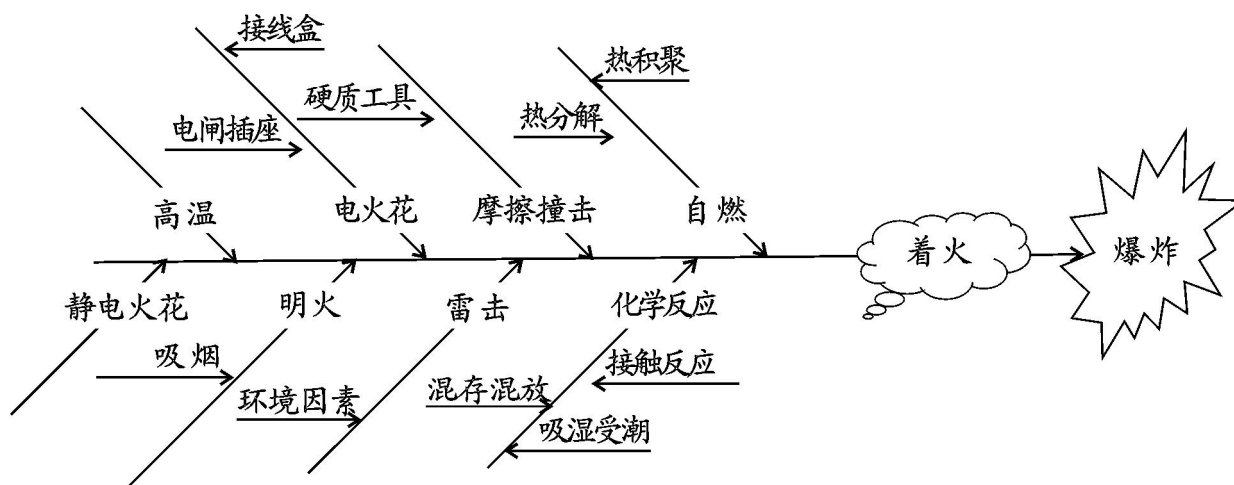 接线盒
热积聚
硬质工具
热分解
电闸插座
高温
电火花
摩擦撞击
自燃
着火
爆炸
静电火花
明火
雷击
化学反应
吸烟
接触反应
环境因素
混存混放
吸湿受潮